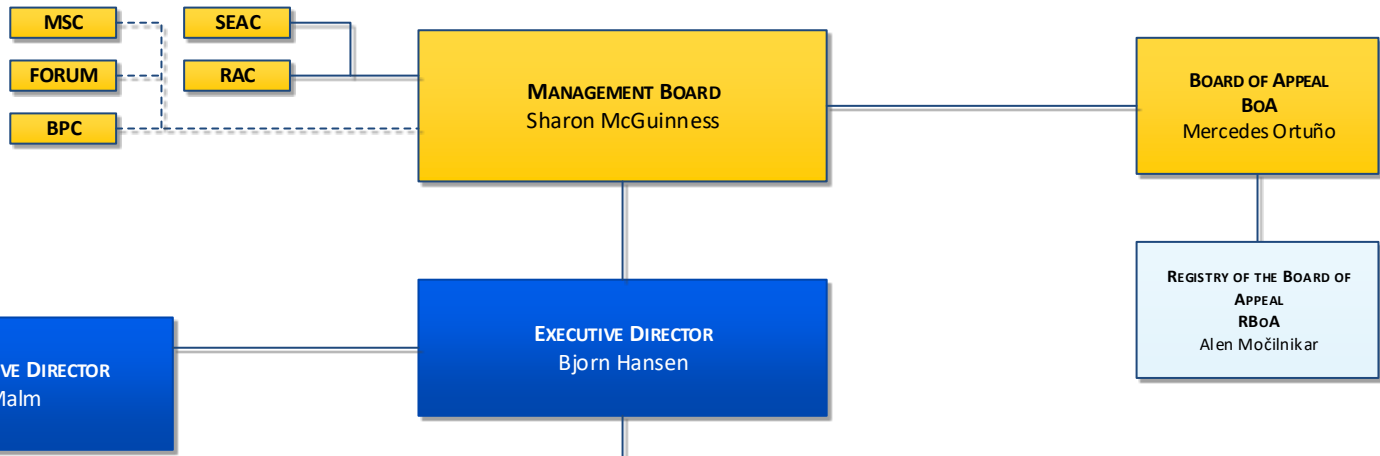 MSC
SEAC
FORUM
RAC
BPC
MANAGEMENT BOARD
Sharon McGuinness
BOARD OF APPEAL
BOA
Mercedes Ortuño
REGISTRY OF THE BOARD OF
APPEAL
RBOA
Alen Močilnikar
EXECUTIVE DIRECTOR
Bjorn Hansen
DIRECTOR
Malm